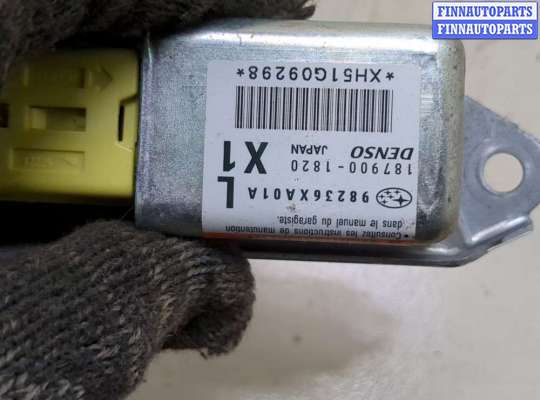 FINNAUTOPARTS
FINNAUTOPARTS
• Consultez les instructions de manutention
dans le manuel du garagiste.
98236XA01A
L
187900-1820
X1
DENSO
JAPAN
*XH51G09298*